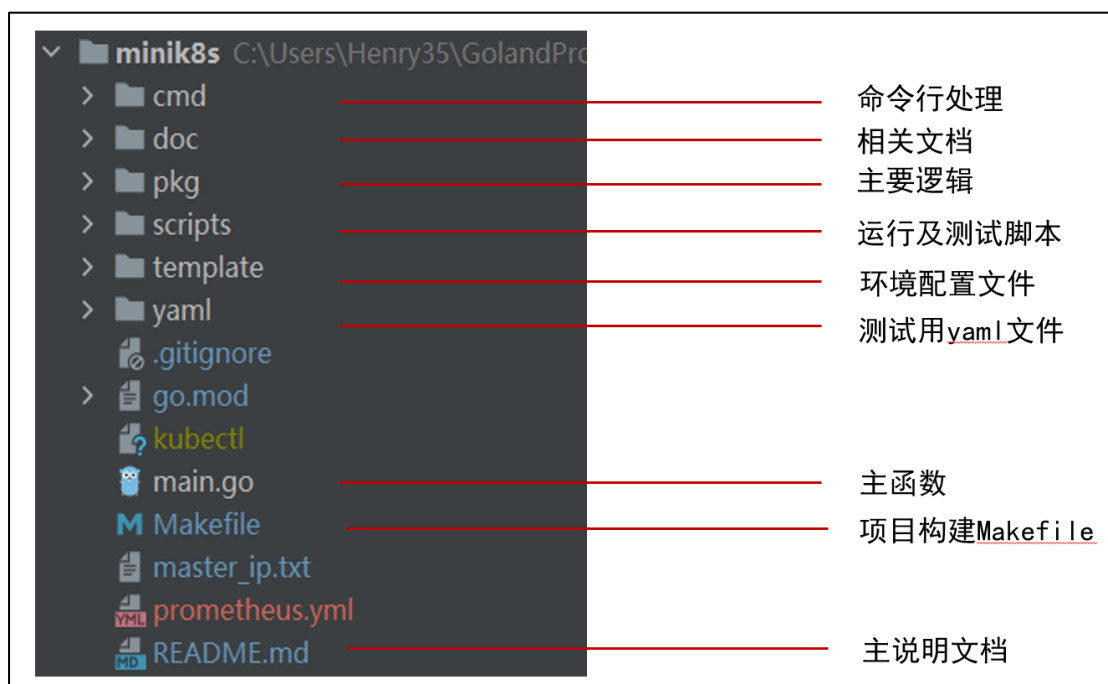 minik8s C:\Users\Henry35\GolandPro
cmd 命令行处理
doc 相关文档
pkg 主要逻辑
scripts 运行及测试脚本
template 环境配置文件
yaml 测试用yaml文件
.gitignore
go.mod
kubectl
main.go 主函数
Makefile 项目构建Makefile
master_ip.txt
prometheus.yml
README.md 主说明文档